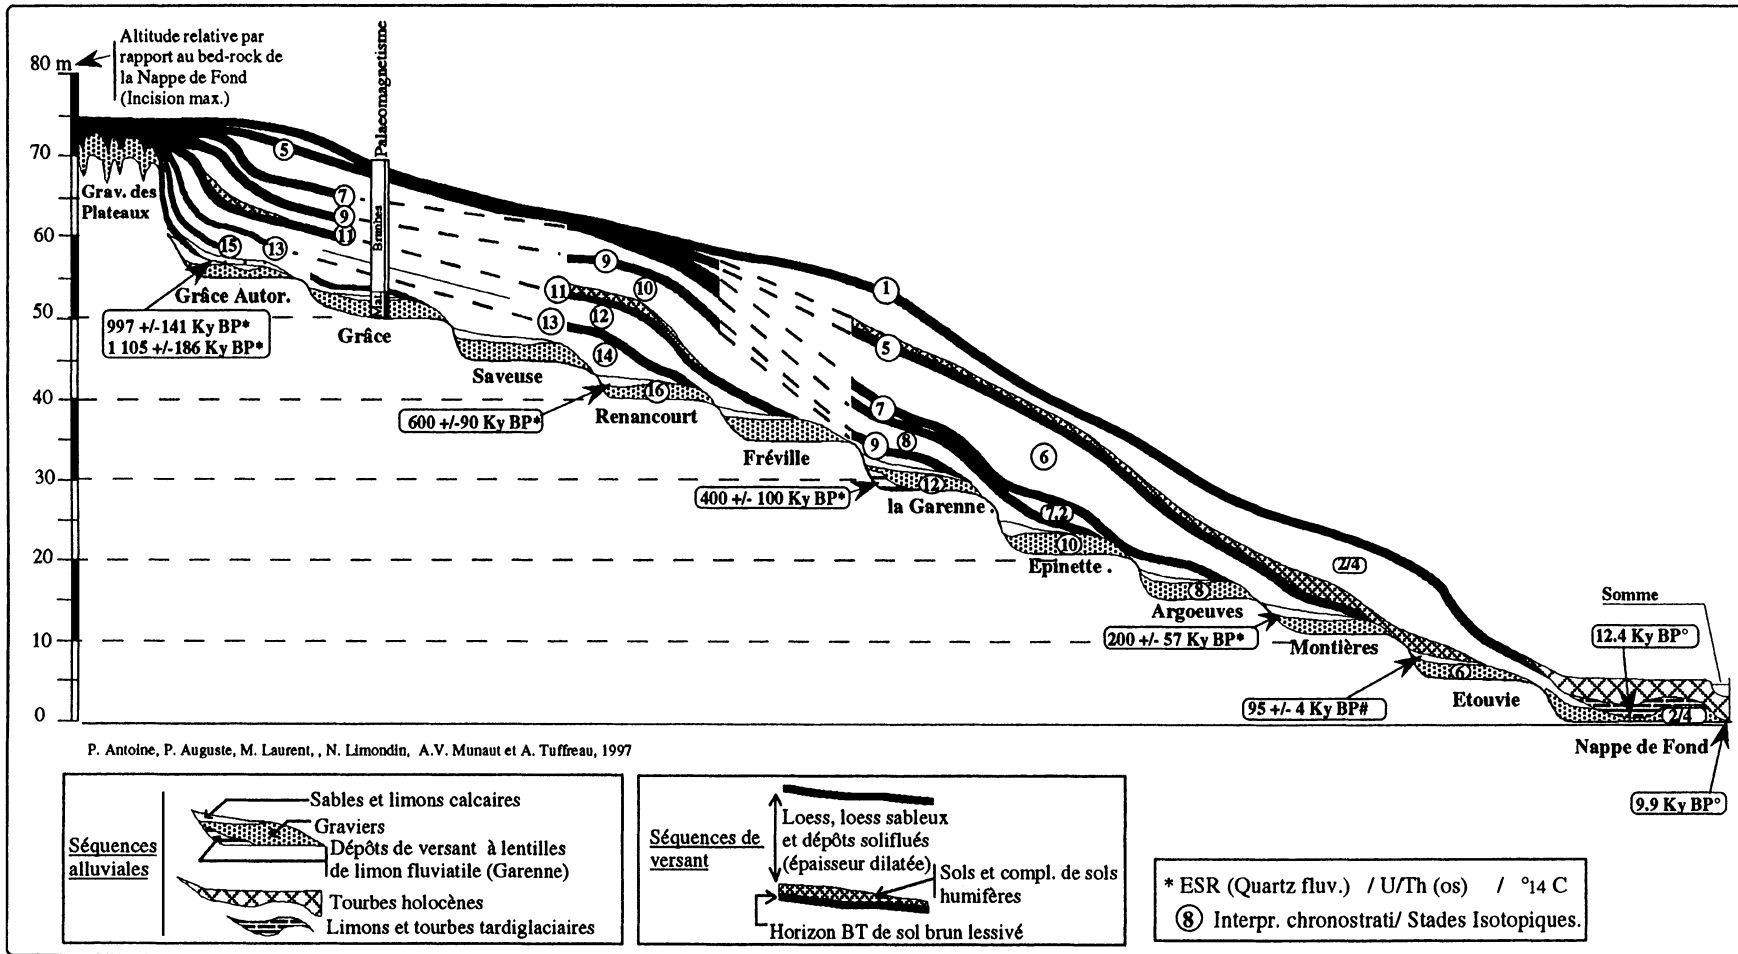 Altitude relative par
rapport au bed-rock de
la Nappe de Fond
(Incision max.)
80 m
70
60
50
40
30
20
10
0
Palaeomagnetisme
Brunhes
Mat.
Grav. des
Plateaux
5
7
9
11
13
15
Grâce Autor.
997 +/-141 Ky BP*
1 105 +/-186 Ky BP*
Grâce
Saveuse
9
10
11
12
13
14
16
600 +/-90 Ky BP*
Renancourt
Fréville
1
5
7
8
9
6
12
400 +/- 100 Ky BP*
la Garenne .
7,2
10
Epinette .
8
Argoeuves
200 +/- 57 Ky BP*
Montières
2/4
6
95 +/- 4 Ky BP#
Etouvie
Somme
12.4 Ky BP°
2/4
Nappe de Fond
9.9 Ky BP°
P. Antoine, P. Auguste, M. Laurent, , N. Limondin, A.V. Munaut et A. Tuffreau, 1997
Séquences
alluviales
Sables et limons calcaires
Graviers
Dépôts de versant à lentilles
de limon fluviatile (Garenne)
Tourbes holocènes
Limons et tourbes tardiglaciaires
Séquences de
versant
Loess, loess sableux
et dépôts soliflués
(épaisseur dilatée)
Sols et compl. de sols
humifères
Horizon BT de sol brun lessivé
* ESR (Quartz fluv.) / U/Th (os) / °14 C
8 Interpr. chronostrati/ Stades Isotopiques.